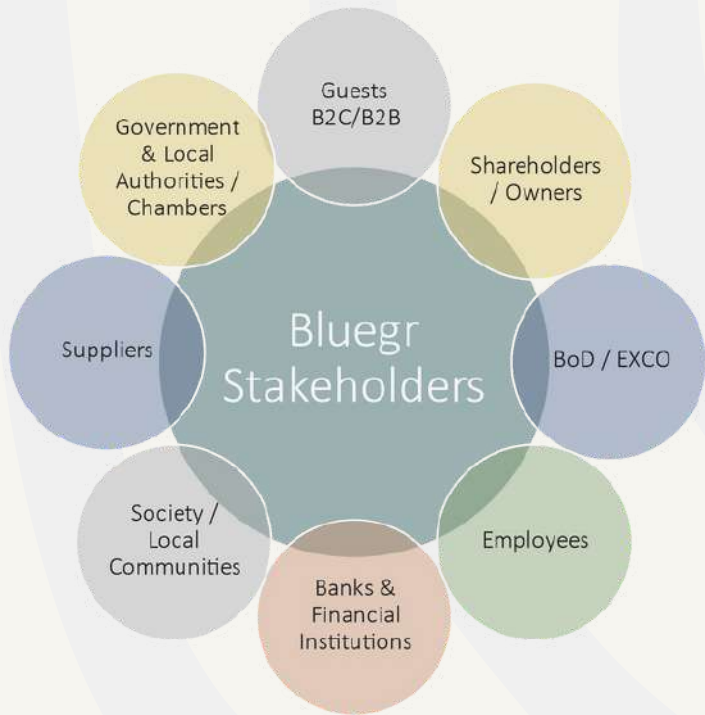 Guests
B2C/B2B
Shareholders
/ Owners
BoD / EXCO
Employees
Banks &
Financial
Institutions
Society /
Local
Communities
Suppliers
Government
& Local
Authorities /
Chambers
Bluegr
Stakeholders